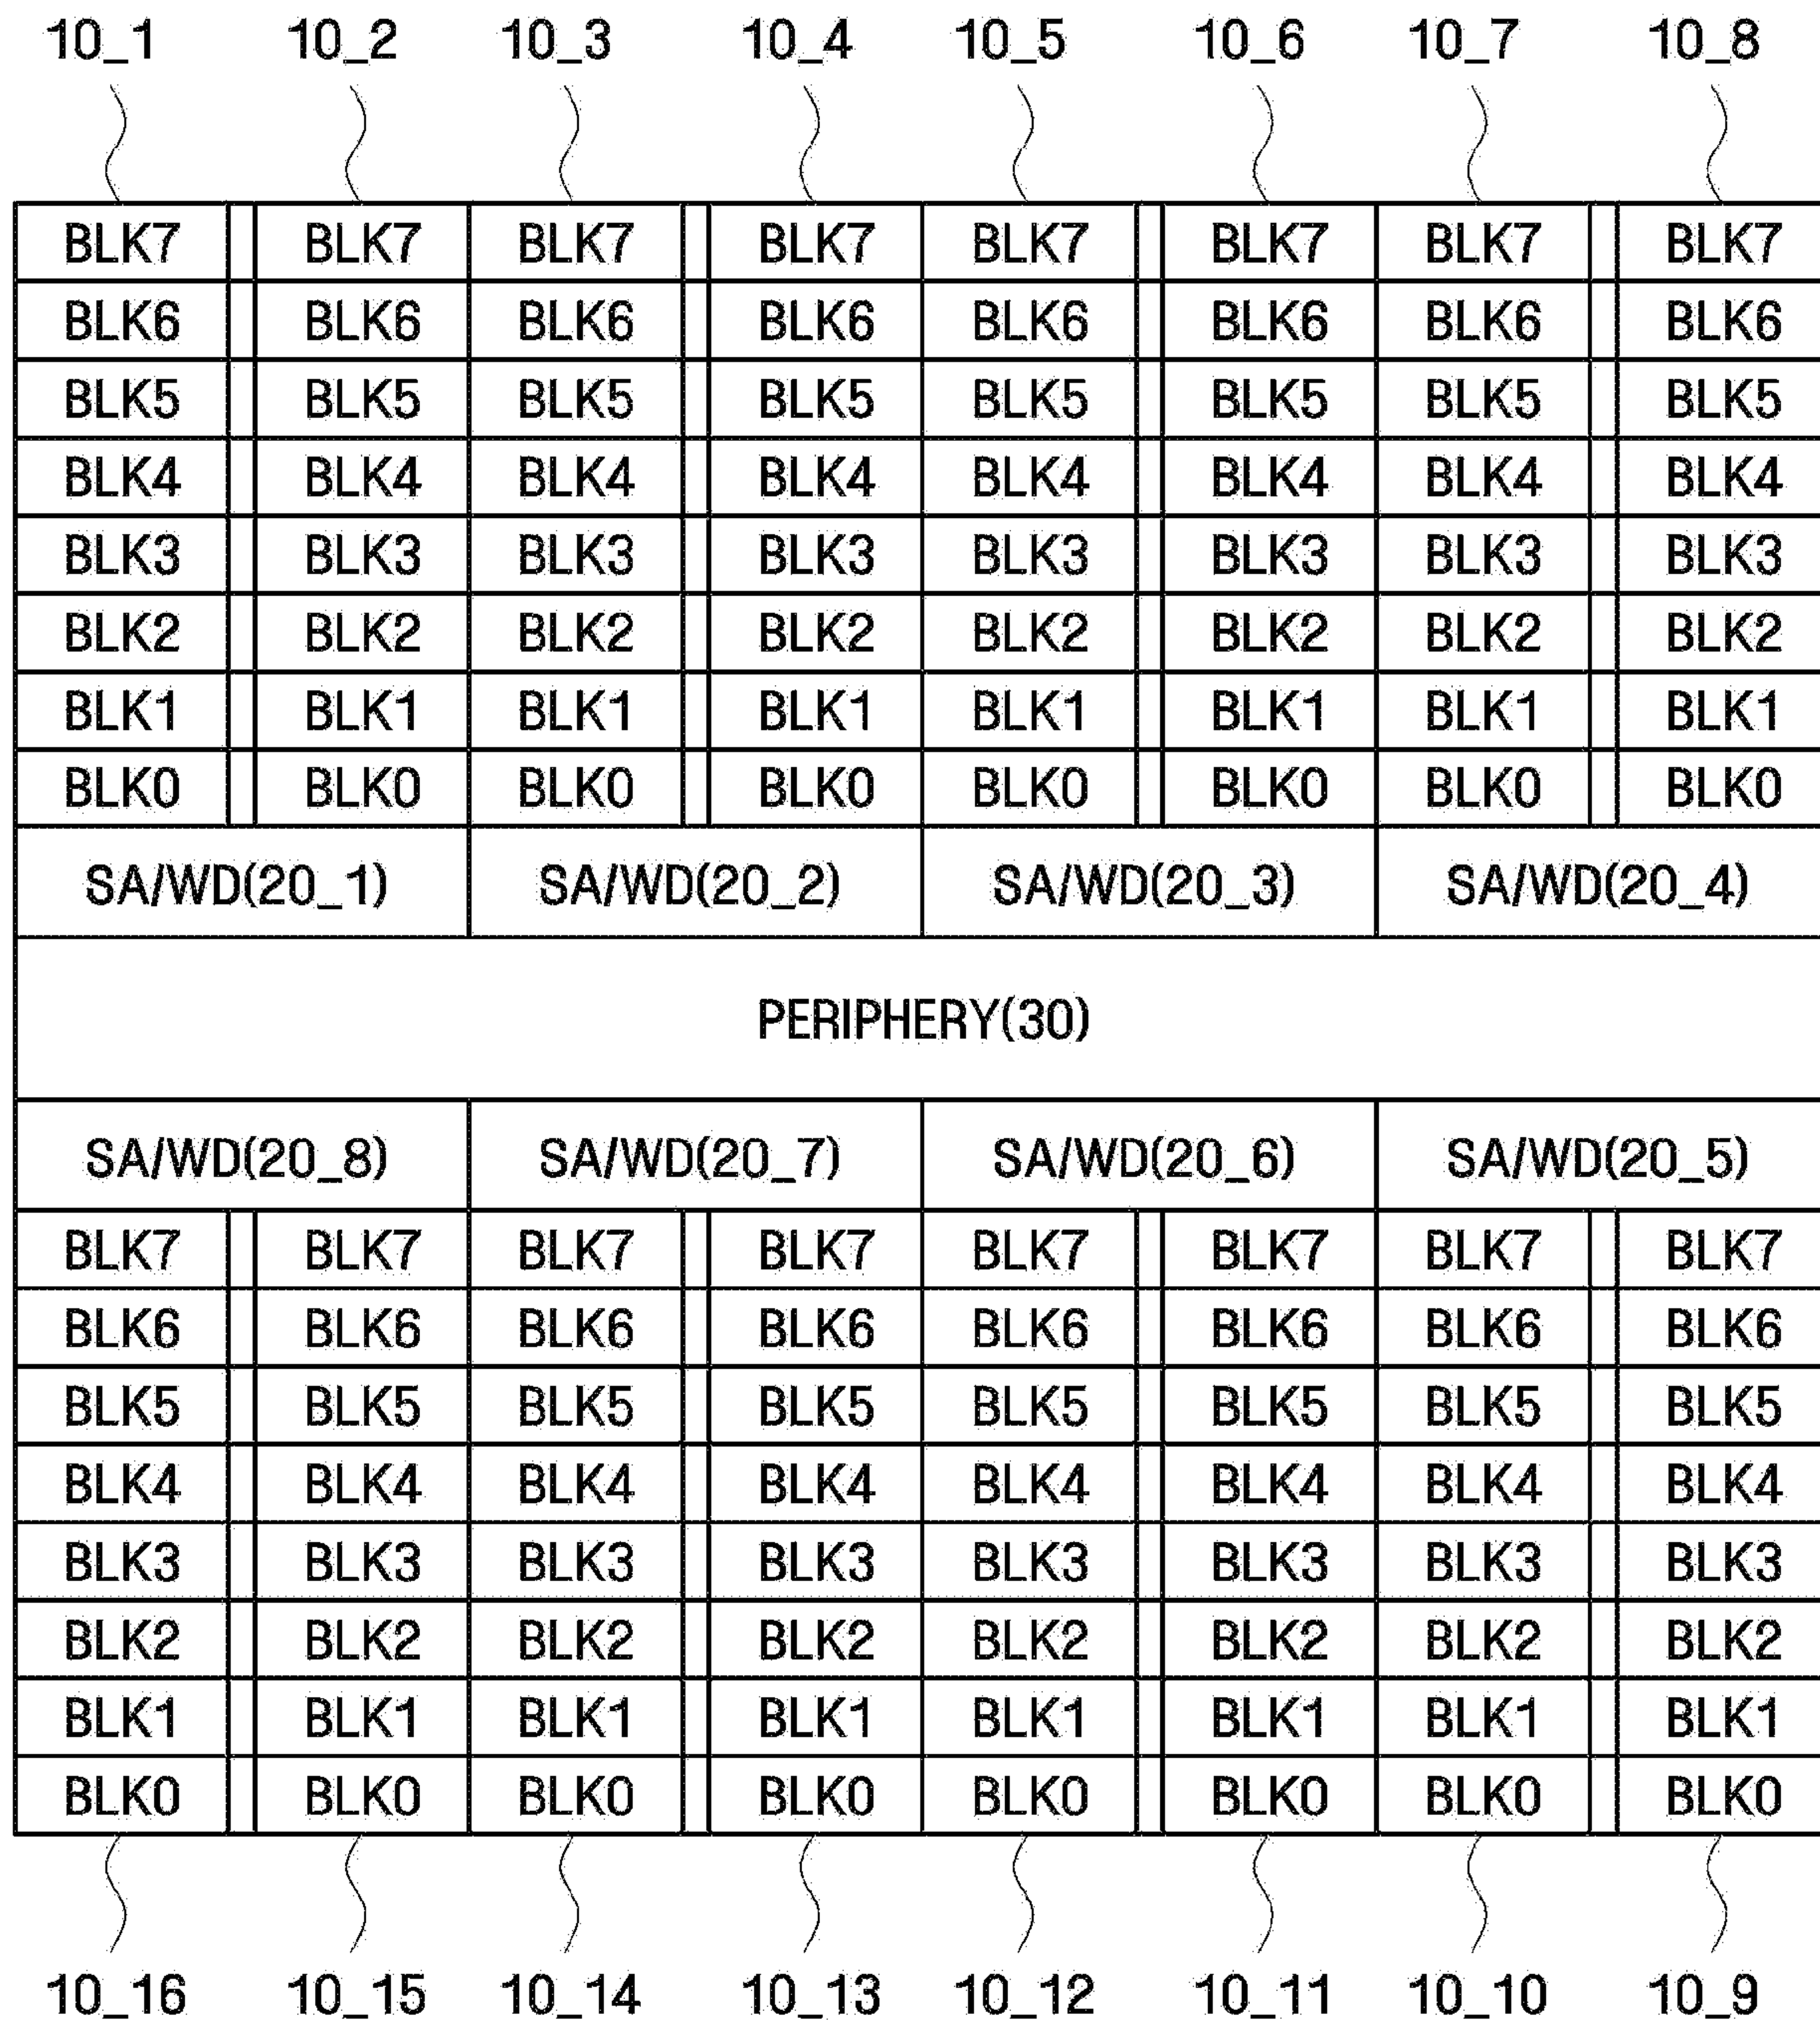 10_1 10_2 10_3 10_4 10_5 10_6 10_7 10_8
BLK7 BLK7 BLK7 BLK7 BLK7 BLK7 BLK7 BLK7
BLK6 BLK6 BLK6 BLK6 BLK6 BLK6 BLK6 BLK6
BLK5 BLK5 BLK5 BLK5 BLK5 BLK5 BLK5 BLK5
BLK4 BLK4 BLK4 BLK4 BLK4 BLK4 BLK4 BLK4
BLK3 BLK3 BLK3 BLK3 BLK3 BLK3 BLK3 BLK3
BLK2 BLK2 BLK2 BLK2 BLK2 BLK2 BLK2 BLK2
BLK1 BLK1 BLK1 BLK1 BLK1 BLK1 BLK1 BLK1
BLK0 BLK0 BLK0 BLK0 BLK0 BLK0 BLK0 BLK0
SA/WD(20_1) SA/WD(20_2) SA/WD(20_3) SA/WD(20_4)
PERIPHERY(30)
SA/WD(20_8) SA/WD(20_7) SA/WD(20_6) SA/WD(20_5)
BLK7 BLK7 BLK7 BLK7 BLK7 BLK7 BLK7 BLK7
BLK6 BLK6 BLK6 BLK6 BLK6 BLK6 BLK6 BLK6
BLK5 BLK5 BLK5 BLK5 BLK5 BLK5 BLK5 BLK5
BLK4 BLK4 BLK4 BLK4 BLK4 BLK4 BLK4 BLK4
BLK3 BLK3 BLK3 BLK3 BLK3 BLK3 BLK3 BLK3
BLK2 BLK2 BLK2 BLK2 BLK2 BLK2 BLK2 BLK2
BLK1 BLK1 BLK1 BLK1 BLK1 BLK1 BLK1 BLK1
BLK0 BLK0 BLK0 BLK0 BLK0 BLK0 BLK0 BLK0
10_16 10_15 10_14 10_13 10_12 10_11 10_10 10_9